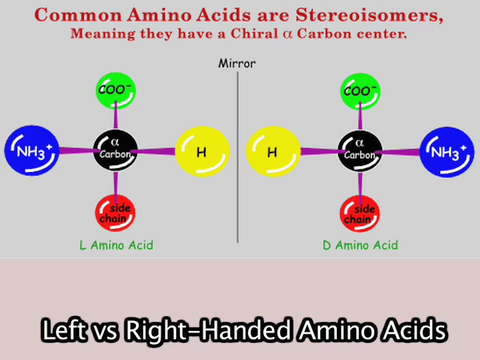 Common Amino Acids are Stereoisomers,
Meaning they have a Chiral α Carbon center.
Mirror
COO⁻ COO⁻
NH₃⁺ α Carbon H H α Carbon NH₃⁺
side chain side chain
L Amino Acid D Amino Acid
Left vs Right-Handed Amino Acids